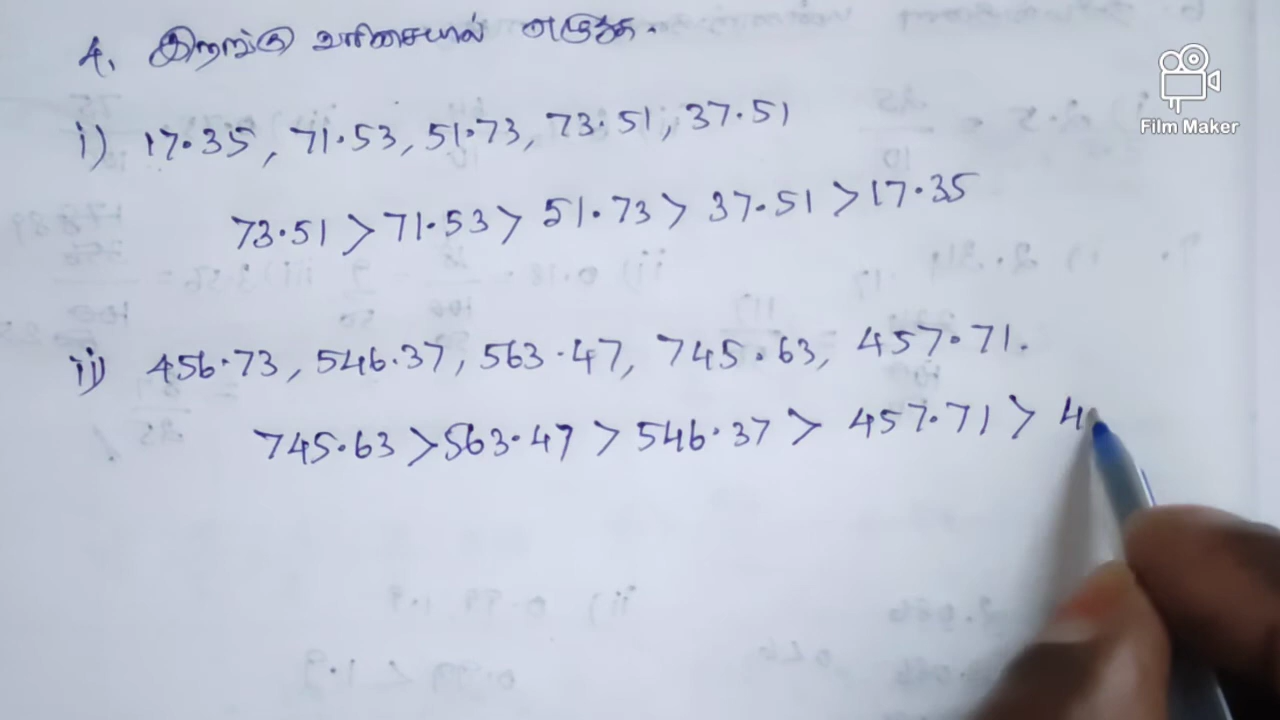 4. இறங்கு வரிசையில் எழுதுக.
Film Maker
i) 17.35, 71.53, 51.73, 73.51, 37.51
73.51 > 71.53 > 51.73 > 37.51 > 17.35
ii) 456.73, 546.37, 563.47, 745.63, 457.71.
745.63 > 563.47 > 546.37 > 457.71 > 4